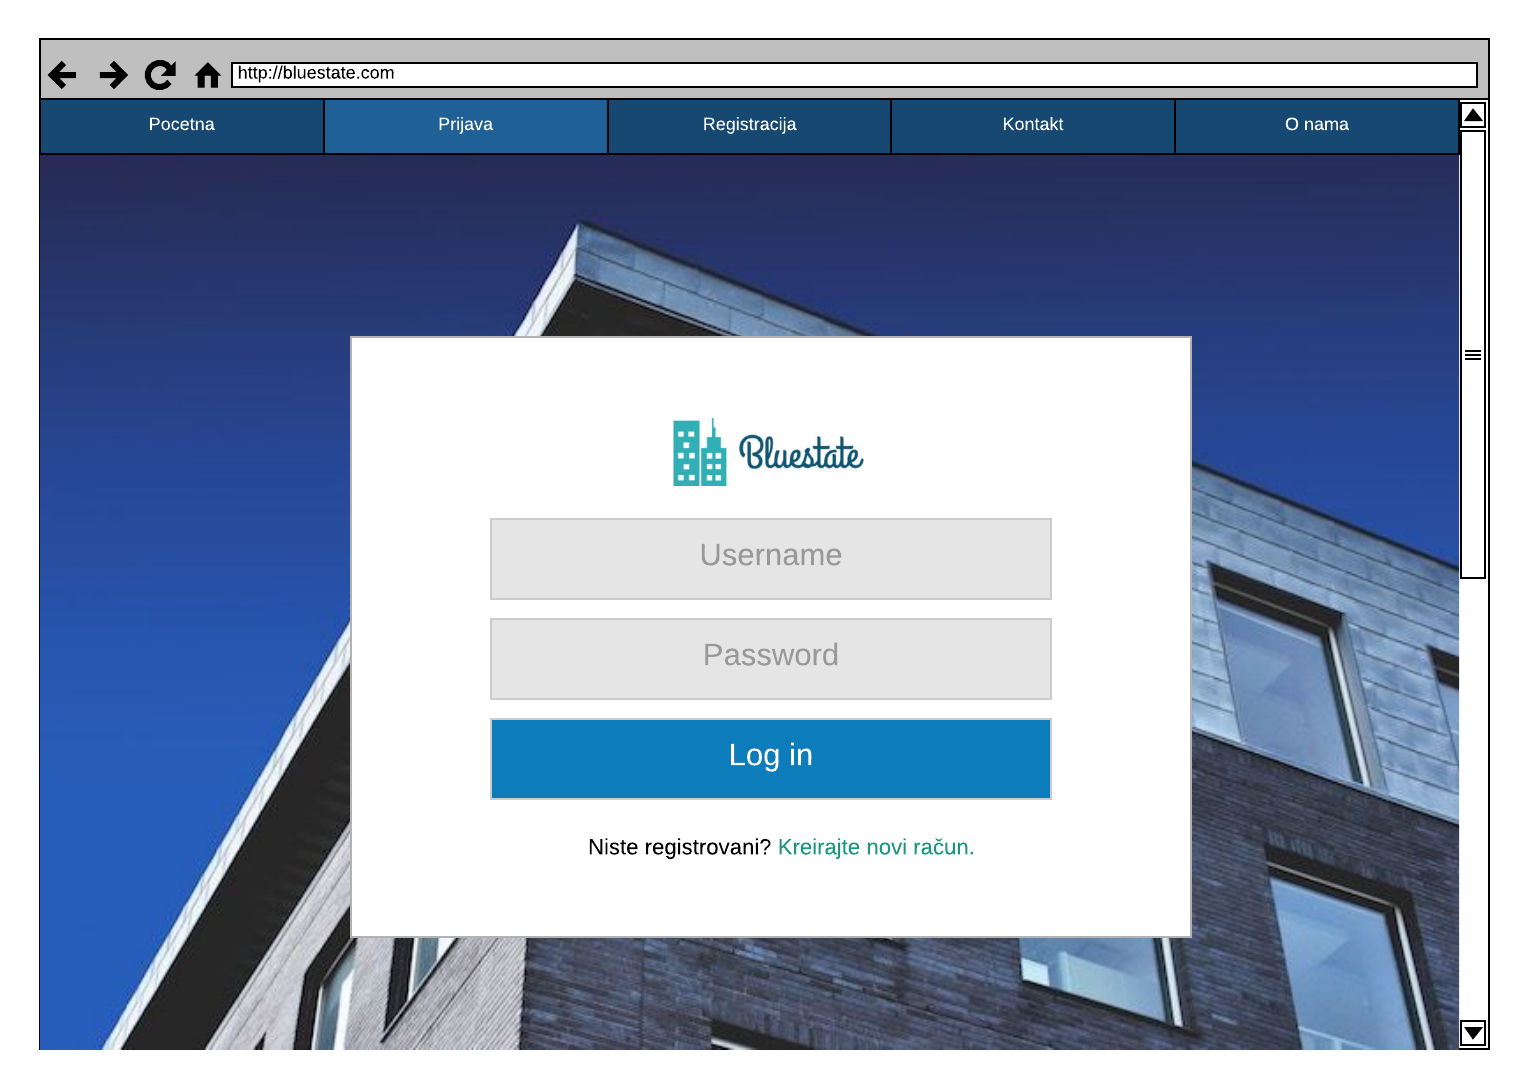 http://bluestate.com
Pocetna Prijava Registracija Kontakt O nama
Bluestate
Username
Password
Log in
Niste registrovani? Kreirajte novi račun.